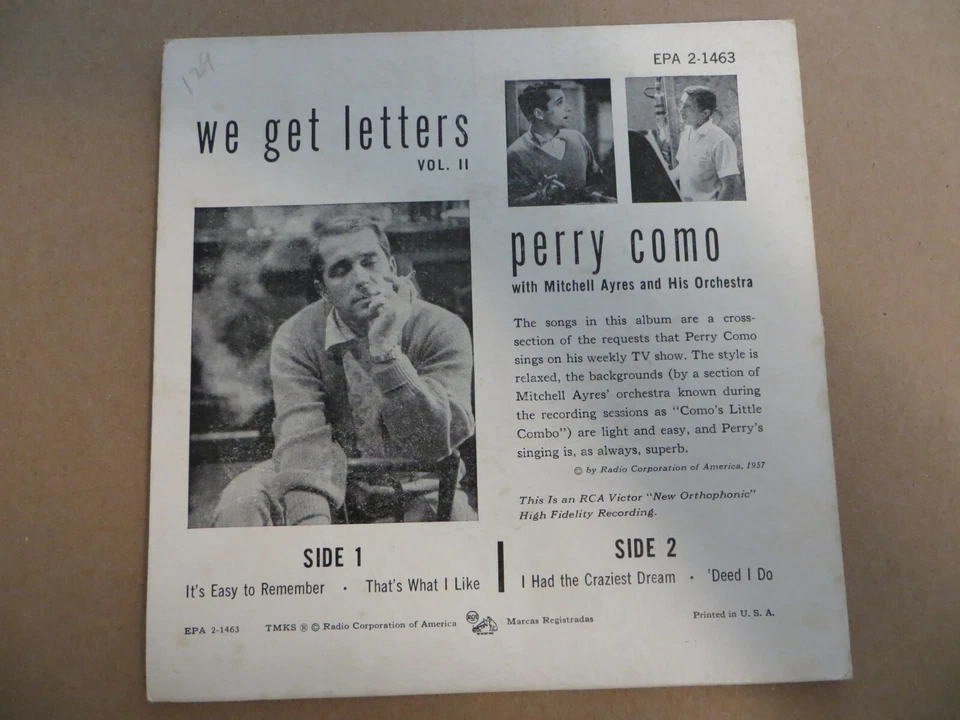 129
EPA 2-1463
we get letters
VOL. II
perry como
with Mitchell Ayres and His Orchestra
The songs in this album are a cross-
section of the requests that Perry Como
sings on his weekly TV show. The style is
relaxed, the backgrounds (by a section of
Mitchell Ayres' orchestra known during
the recording sessions as "Como's Little
Combo") are light and easy, and Perry's
singing is, as always, superb.
© by Radio Corporation of America, 1957
This Is an RCA Victor "New Orthophonic"
High Fidelity Recording.
SIDE 1
It's Easy to Remember • That's What I Like
SIDE 2
I Had the Craziest Dream • 'Deed I Do
EPA 2-1463 TMKS ® © Radio Corporation of America RCA Marcas Registradas Printed in U. S. A.